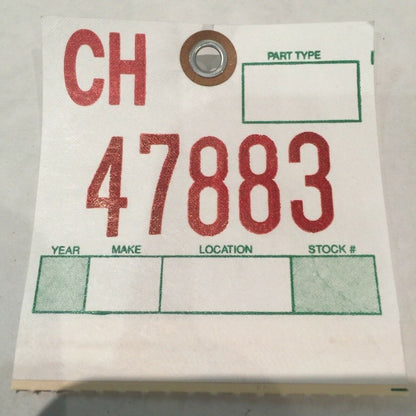 CH
PART TYPE
47883
YEAR MAKE LOCATION STOCK #